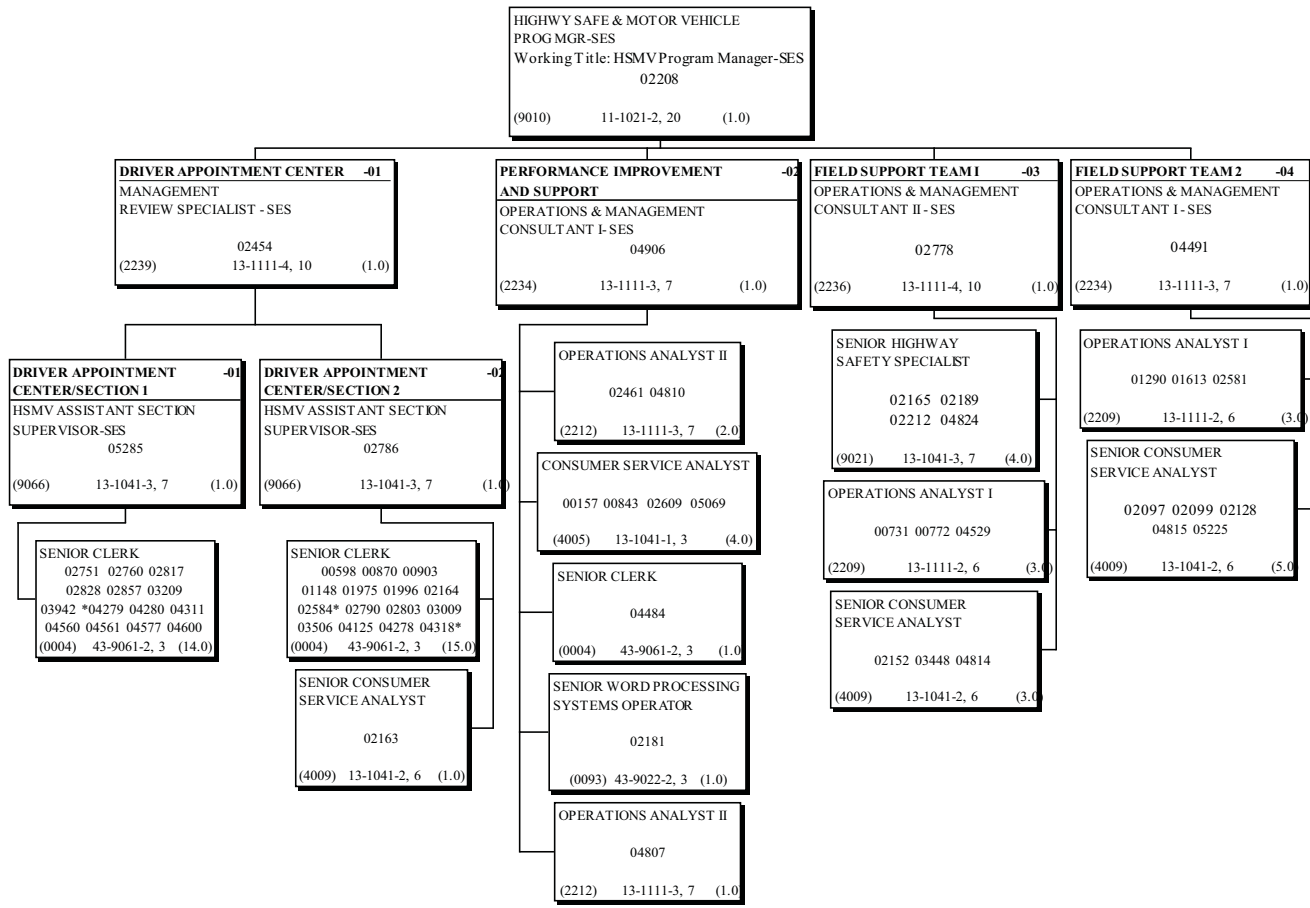 HIGHWY SAFE & MOTOR VEHICLE
PROG MGR-SES
Working Title: HSMV Program Manager-SES
02208
(9010) 11-1021-2, 20 (1.0)
DRIVER APPOINTMENT CENTER -01
MANAGEMENT
REVIEW SPECIALIST - SES
02454
(2239) 13-1111-4, 10 (1.0)
PERFORMANCE IMPROVEMENT -02
AND SUPPORT
OPERATIONS & MANAGEMENT
CONSULTANT I- SES
04906
(2234) 13-1111-3, 7 (1.0)
FIELD SUPPORT TEAM I -03
OPERATIONS & MANAGEMENT
CONSULTANT II - SES
02778
(2236) 13-1111-4, 10 (1.0)
FIELD SUPPORT TEAM 2 -04
OPERATIONS & MANAGEMENT
CONSULTANT I - SES
04491
(2234) 13-1111-3, 7 (1.0)
DRIVER APPOINTMENT -01
CENTER/SECTION 1
HSMV ASSISTANT SECTION
SUPERVISOR-SES
05285
(9066) 13-1041-3, 7 (1.0)
DRIVER APPOINTMENT -02
CENTER/SECTION 2
HSMV ASSISTANT SECTION
SUPERVISOR-SES
02786
(9066) 13-1041-3, 7 (1.0)
SENIOR CLERK
02751 02760 02817
02828 02857 03209
03942 *04279 04280 04311
04560 04561 04577 04600
(0004) 43-9061-2, 3 (14.0)
SENIOR CLERK
00598 00870 00903
01148 01975 01996 02164
02584* 02790 02803 03009
03506 04125 04278 04318*
(0004) 43-9061-2, 3 (15.0)
SENIOR CONSUMER
SERVICE ANALYST
02163
(4009) 13-1041-2, 6 (1.0)
OPERATIONS ANALYST II
02461 04810
(2212) 13-1111-3, 7 (2.0)
CONSUMER SERVICE ANALYST
00157 00843 02609 05069
(4005) 13-1041-1, 3 (4.0)
SENIOR CLERK
04484
(0004) 43-9061-2, 3 (1.0)
SENIOR WORD PROCESSING
SYSTEMS OPERATOR
02181
(0093) 43-9022-2, 3 (1.0)
OPERATIONS ANALYST II
04807
(2212) 13-1111-3, 7 (1.0)
SENIOR HIGHWAY
SAFETY SPECIALIST
02165 02189
02212 04824
(9021) 13-1041-3, 7 (4.0)
OPERATIONS ANALYST I
00731 00772 04529
(2209) 13-1111-2, 6 (3.0)
SENIOR CONSUMER
SERVICE ANALYST
02152 03448 04814
(4009) 13-1041-2, 6 (3.0)
OPERATIONS ANALYST I
01290 01613 02581
(2209) 13-1111-2, 6 (3.0)
SENIOR CONSUMER
SERVICE ANALYST
02097 02099 02128
04815 05225
(4009) 13-1041-2, 6 (5.0)